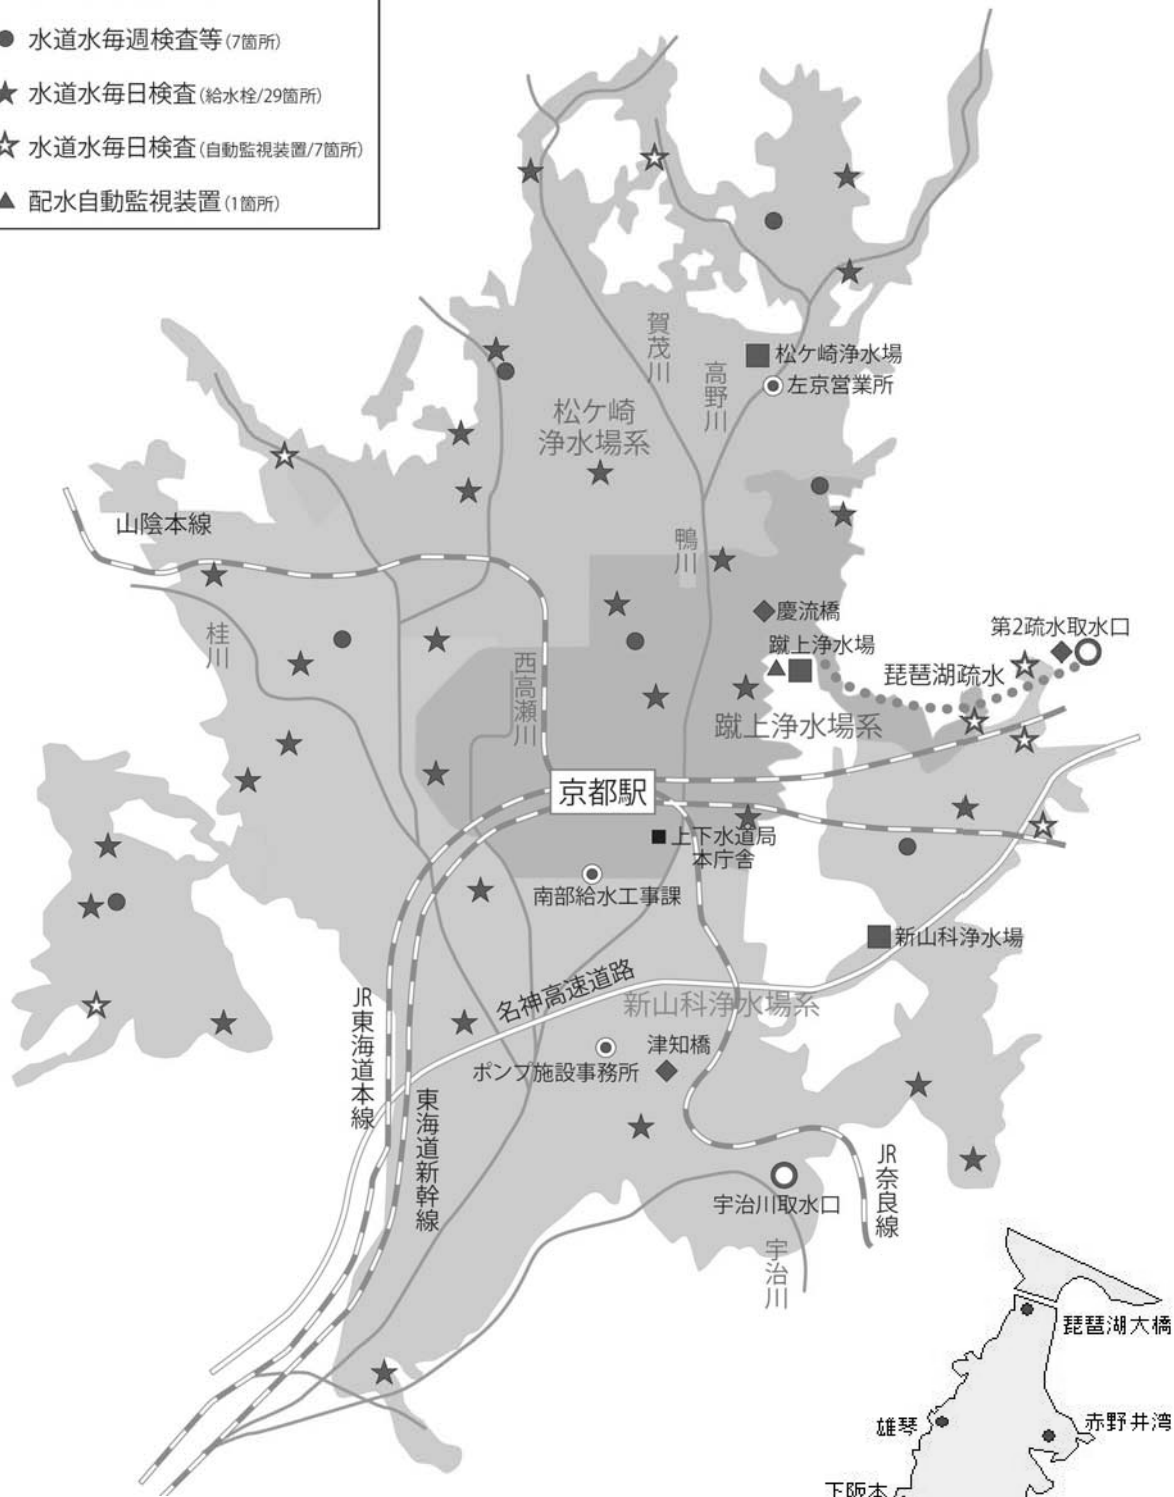 水道水毎週検査等(7箇所)
水道水毎日検査(給水栓/29箇所)
水道水毎日検査(自動監視装置/7箇所)
配水自動監視装置(1箇所)
賀茂川
高野川
松ケ崎浄水場
左京営業所
松ケ崎
浄水場系
山陰本線
鴨川
桂川
西高瀬川
慶流橋
蹴上浄水場
第2疏水取水口
琵琶湖疏水
蹴上浄水場系
京都駅
上下水道局
本庁舎
南部給水工事課
新山科浄水場
名神高速道路
新山科浄水場系
JR東海道本線
津知橋
ポンプ施設事務所
東海道新幹線
JR奈良線
宇治川取水口
宇治川
琵琶湖大橋
雄琴
赤野井湾
下阪本